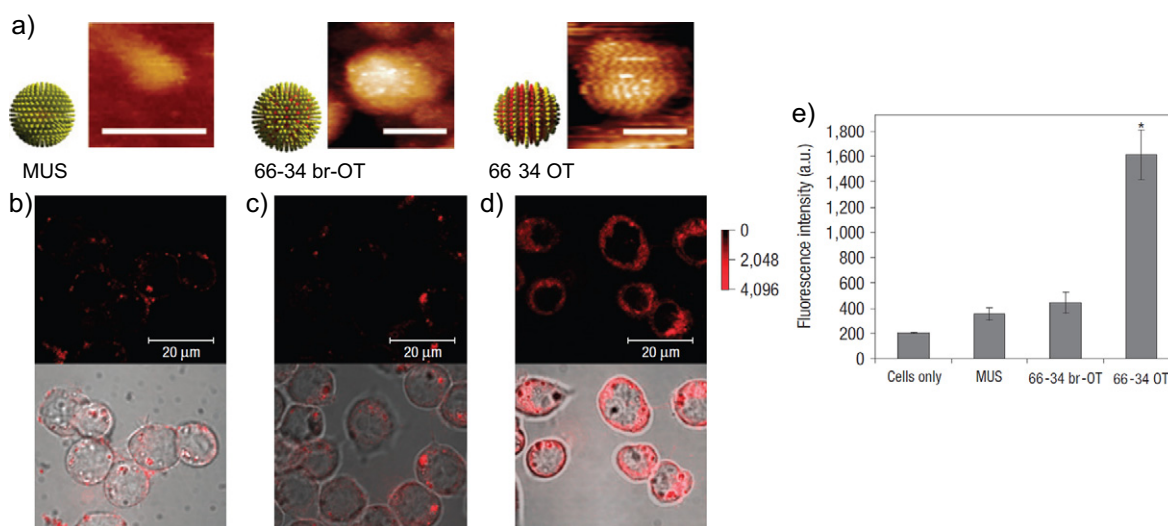 a)
MUS
66-34 br-OT
66 34 OT
b)
c)
d)
20 μm
20 μm
20 μm
0
2,048
4,096
e)
Fluorescence intensity (a.u.)
1,800
1,600
1,400
1,200
1,000
800
600
400
200
0
*
Cells only
MUS
66-34 br-OT
66-34 OT